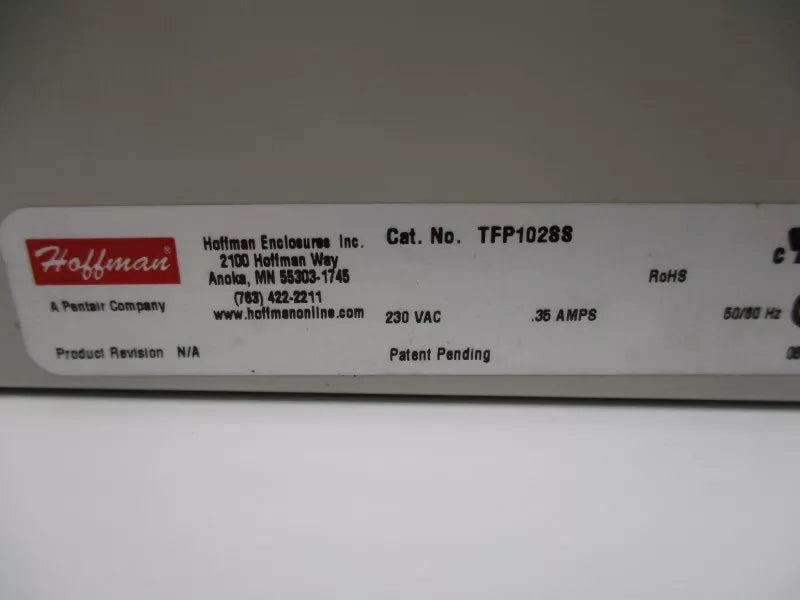 Hoffman®
A Pentair Company
Product Revision N/A
Hoffman Enclosures Inc.
2100 Hoffman Way
Anoka, MN 55303-1745
(763) 422-2211
www.hoffmanonline.com
Cat. No. TFP102SS
RoHS
230 VAC .35 AMPS 50/60 Hz
Patent Pending
c